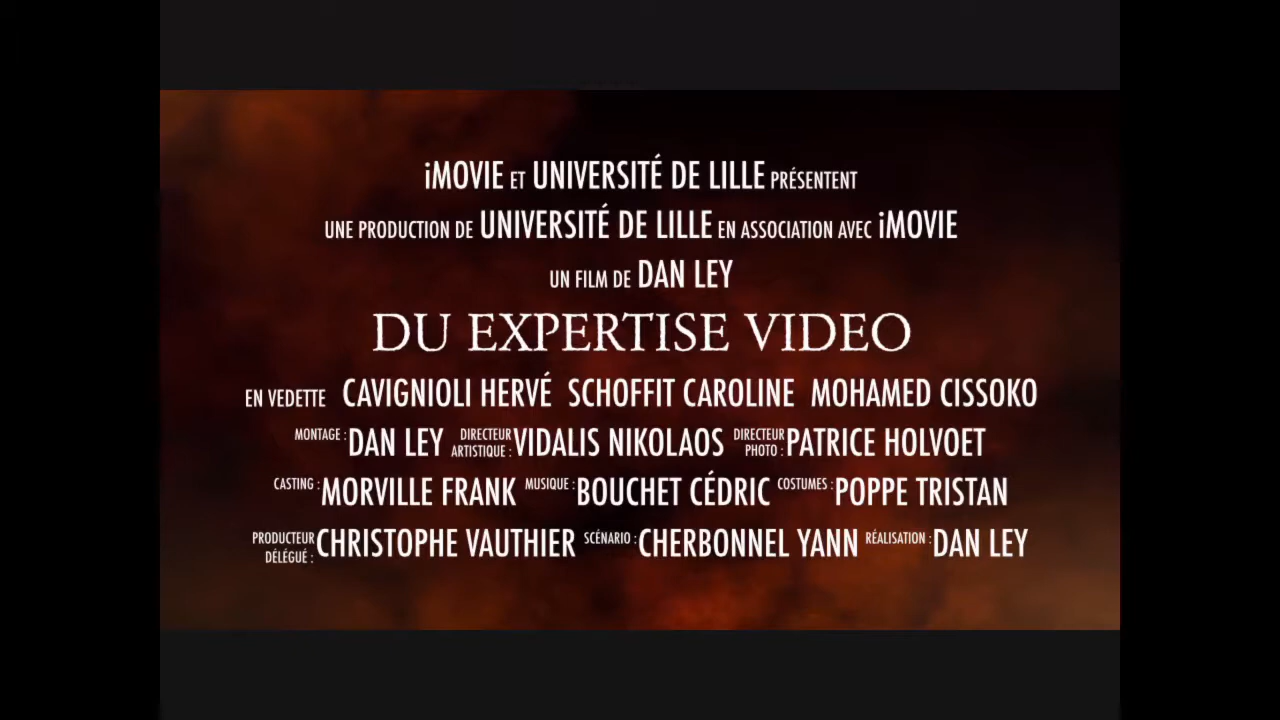 iMOVIE ET UNIVERSITÉ DE LILLE PRÉSENTENT
UNE PRODUCTION DE UNIVERSITÉ DE LILLE EN ASSOCIATION AVEC iMOVIE
UN FILM DE DAN LEY
DU EXPERTISE VIDEO
EN VEDETTE CAVIGNIOLI HERVÉ SCHOFFIT CAROLINE MOHAMED CISSOKO
MONTAGE : DAN LEY DIRECTEUR ARTISTIQUE : VIDALIS NIKOLAOS DIRECTEUR PHOTO : PATRICE HOLVOET
CASTING : MORVILLE FRANK MUSIQUE : BOUCHET CÉDRIC COSTUMES : POPPE TRISTAN
PRODUCTEUR DÉLÉGUÉ : CHRISTOPHE VAUTHIER SCÉNARIO : CHERBONNEL YANN RÉALISATION : DAN LEY